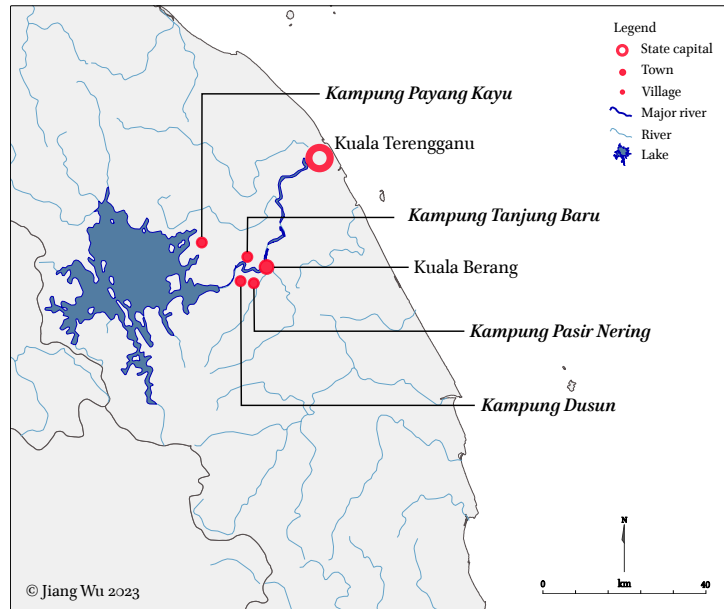 Legend
State capital
Town
Village
Major river
River
Lake
Kampung Payang Kayu
Kuala Terengganu
Kampung Tanjung Baru
Kuala Berang
Kampung Pasir Nering
Kampung Dusun
N
0 km 40
© Jiang Wu 2023